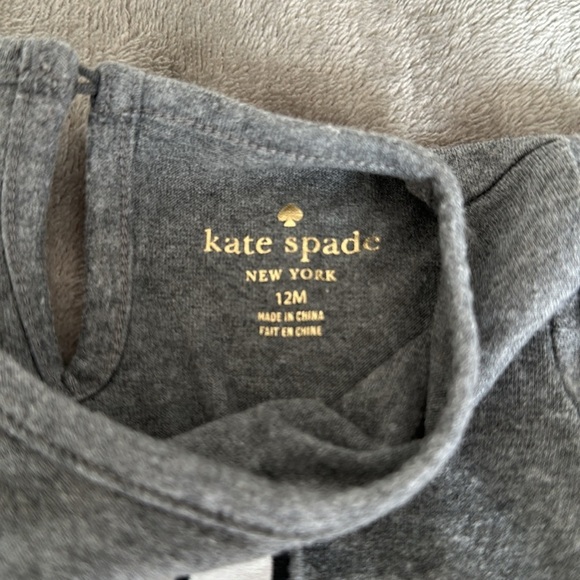 kate spade
NEW YORK
12M
MADE IN CHINA
FAIT EN CHINE